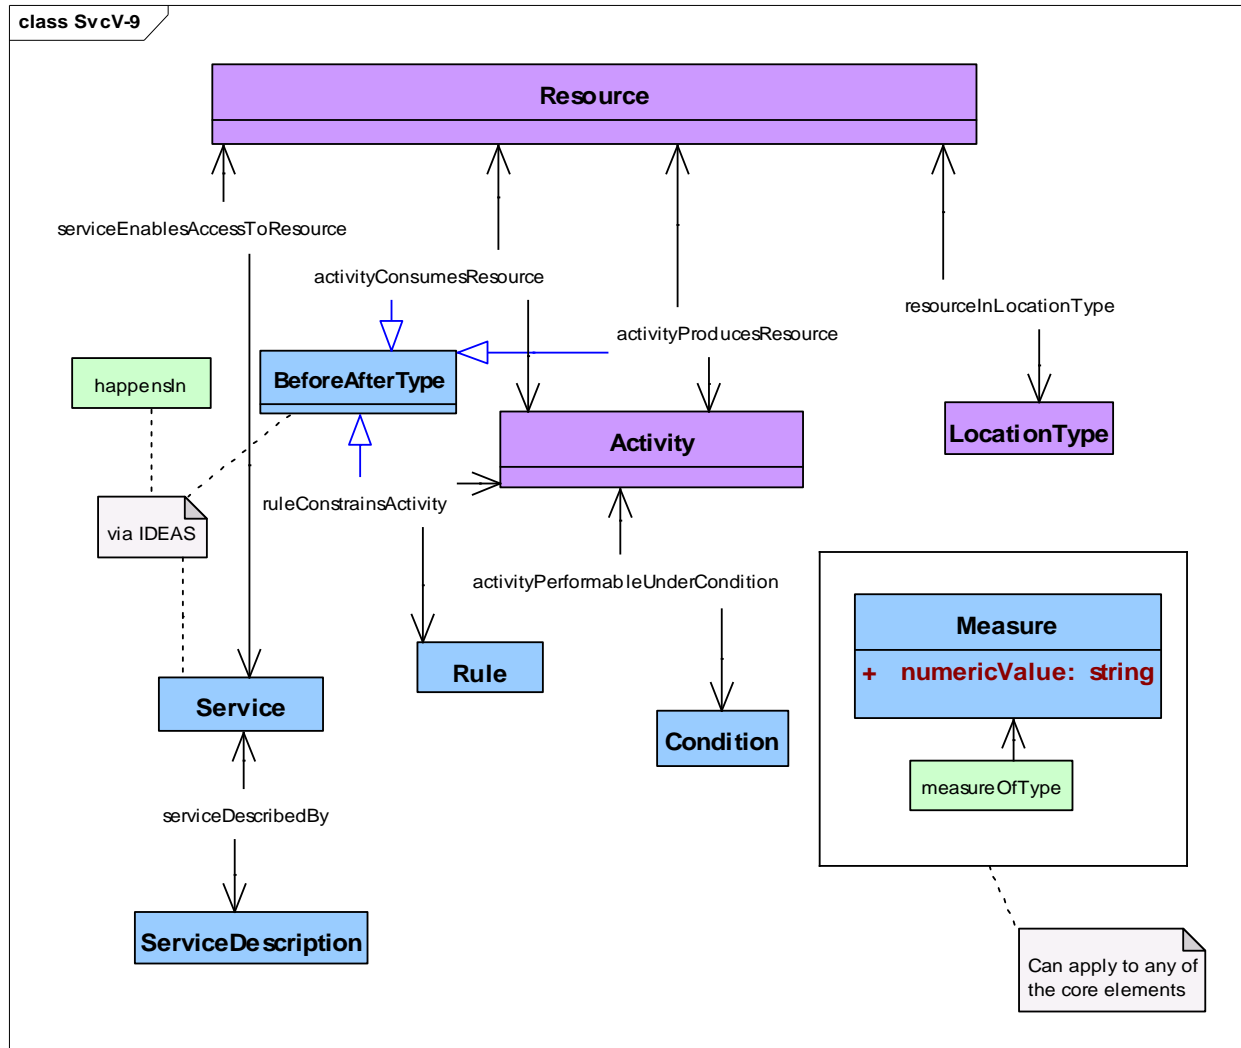 class SvcV-9
Resource
serviceEnablesAccessToResource
activityConsumesResource
resourceInLocationType
activityProducesResource
happensIn
BeforeAfterType
LocationType
Activity
ruleConstrainsActivity
via IDEAS
activityPerformableUnderCondition
Measure
+ numericValue: string
Rule
Service
Condition
measureOfType
serviceDescribedBy
ServiceDescription
Can apply to any of
the core elements